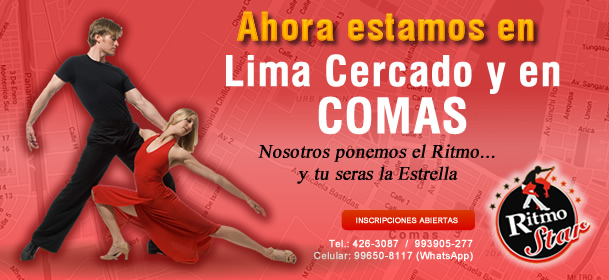 Ahora estamos en
Lima Cercado y en
COMAS
Nosotros ponemos el Ritmo...
y tu seras la Estrella
INSCRIPCIONES ABIERTAS
Tel.: 426-3087 / 993905-277
Celular: 99650-8117 (WhatsApp)
Ritmo
Star
Comas